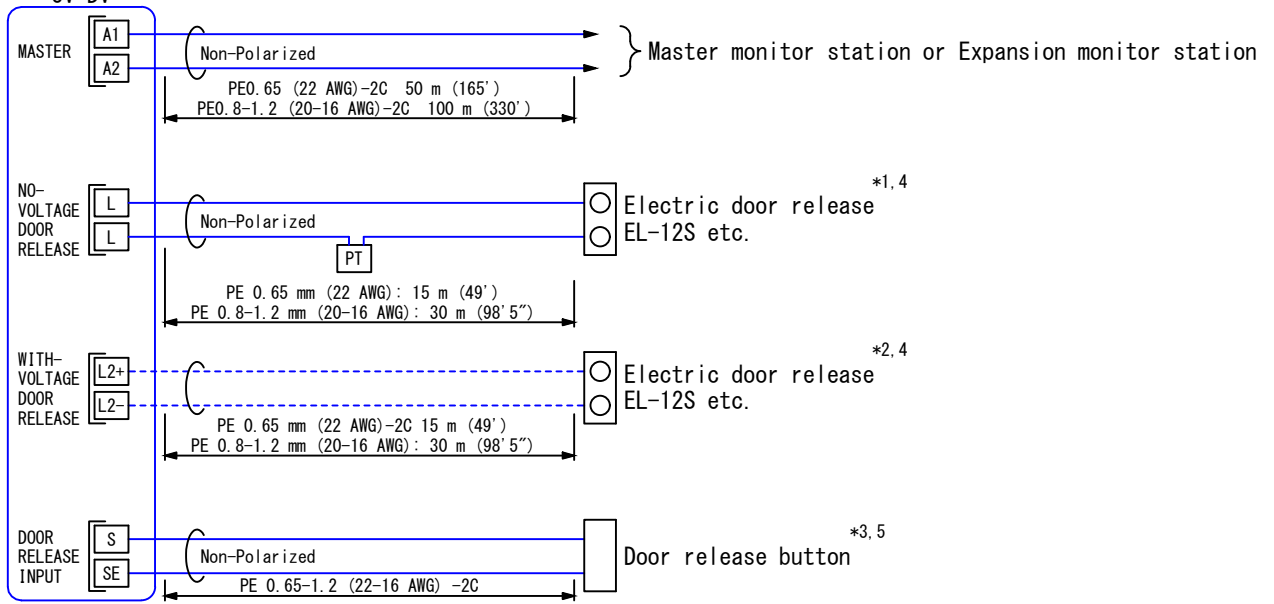 MASTER
A1
A2
Non-Polarized
Master monitor station or Expansion monitor station
PE0.65 (22 AWG)-2C 50 m (165')
PE0.8-1.2 (20-16 AWG)-2C 100 m (330')
NO-
VOLTAGE
DOOR
RELEASE
L
L
Non-Polarized
PT
*1,4
Electric door release
EL-12S etc.
PE 0.65 mm (22 AWG): 15 m (49')
PE 0.8-1.2 mm (20-16 AWG): 30 m (98'5")
WITH-
VOLTAGE
DOOR
RELEASE
L2+
L2-
*2,4
Electric door release
EL-12S etc.
PE 0.65 mm (22 AWG)-2C 15 m (49')
PE 0.8-1.2 mm (20-16 AWG): 30 m (98'5")
DOOR
RELEASE
INPUT
S
SE
Non-Polarized
*3,5
Door release button
PE 0.65-1.2 (22-16 AWG) -2C